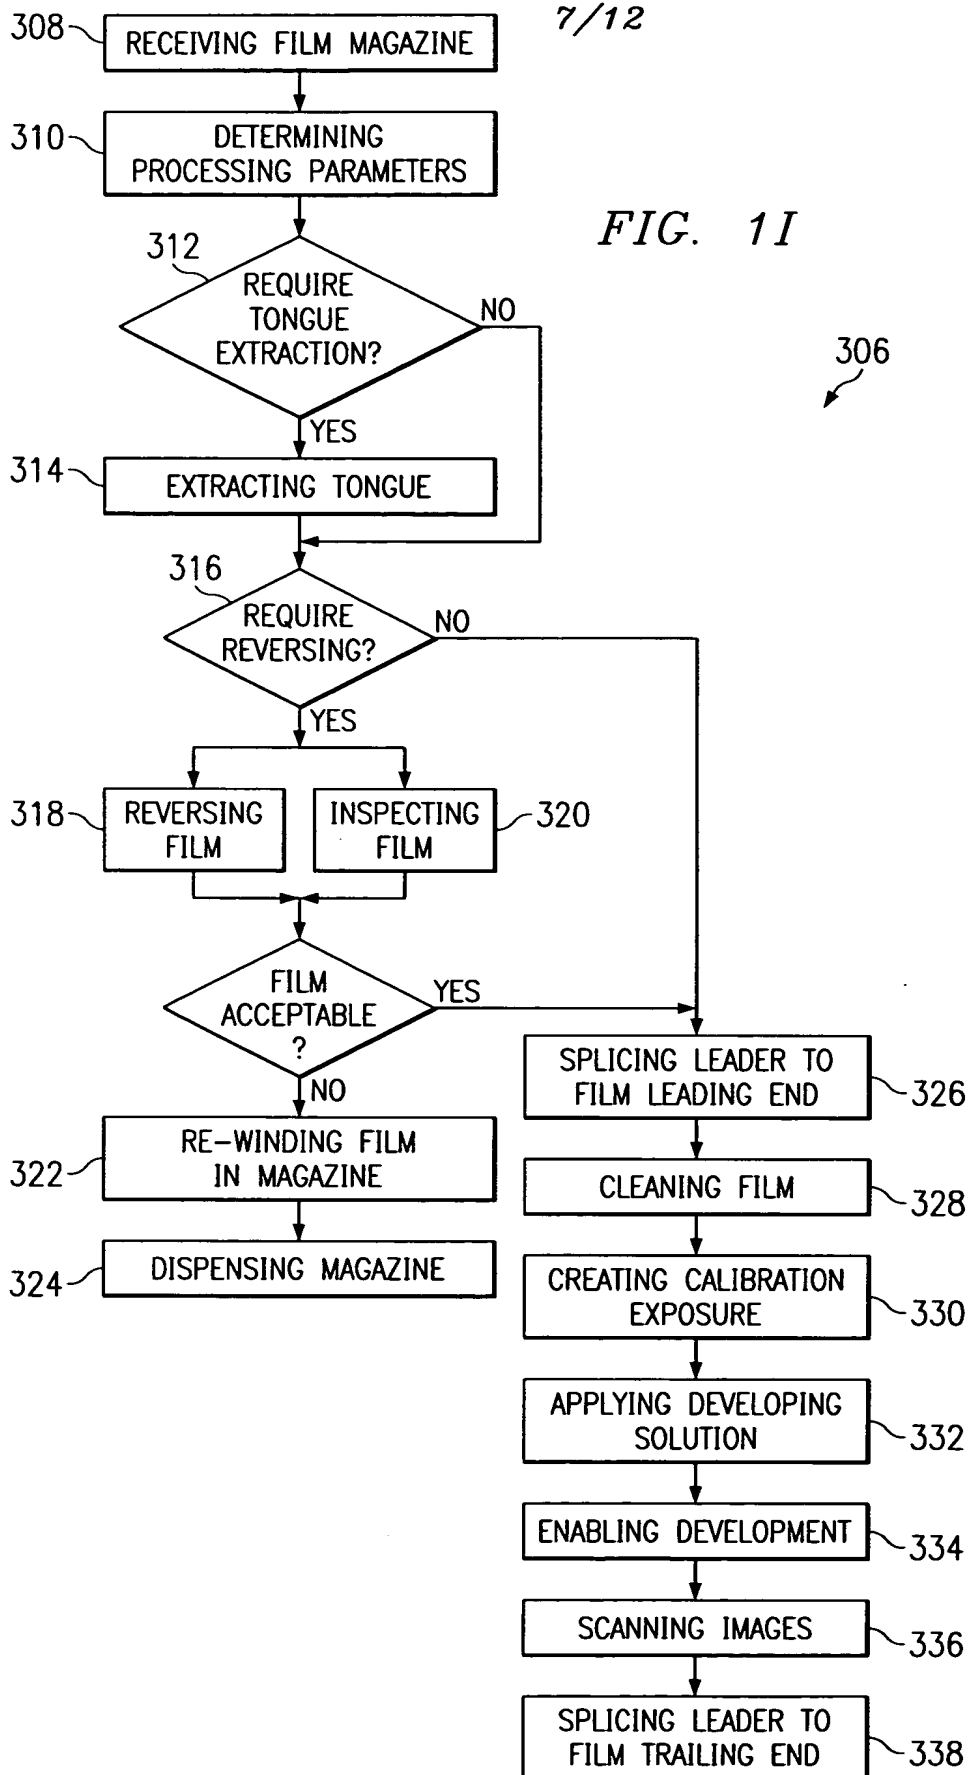 7/12
308
RECEIVING FILM MAGAZINE
310
DETERMINING
PROCESSING PARAMETERS
FIG. 1I
312
REQUIRE
TONGUE
EXTRACTION?
NO
306
YES
314
EXTRACTING TONGUE
316
REQUIRE
REVERSING?
NO
YES
318
REVERSING
FILM
INSPECTING
FILM
320
FILM
ACCEPTABLE
?
YES
NO
322
RE-WINDING FILM
IN MAGAZINE
324
DISPENSING MAGAZINE
SPLICING LEADER TO
FILM LEADING END
326
CLEANING FILM
328
CREATING CALIBRATION
EXPOSURE
330
APPLYING DEVELOPING
SOLUTION
332
ENABLING DEVELOPMENT
334
SCANNING IMAGES
336
SPLICING LEADER TO
FILM TRAILING END
338